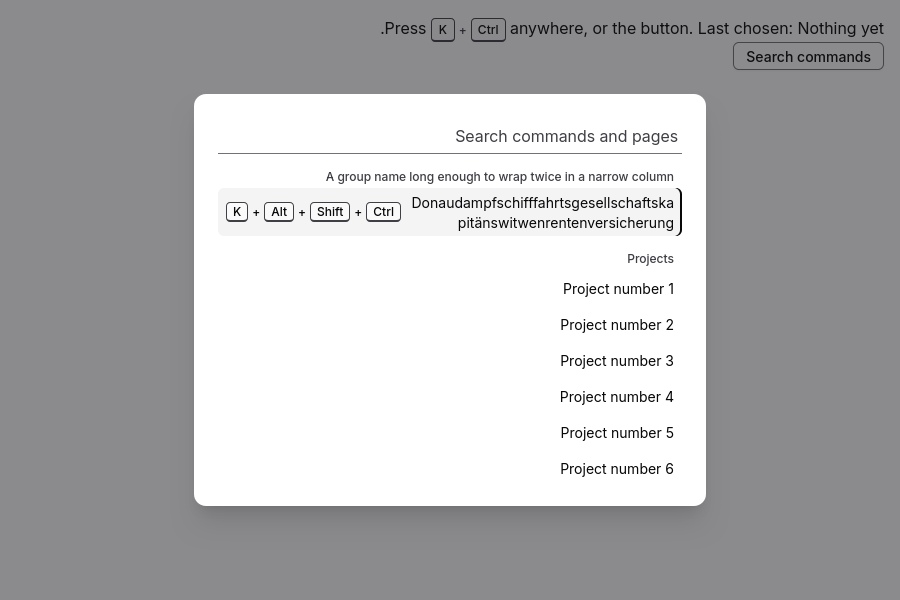 .Press K + Ctrl anywhere, or the button. Last chosen: Nothing yet
Search commands
Search commands and pages
A group name long enough to wrap twice in a narrow column
K + Alt + Shift + Ctrl Donaudampfschifffahrtsgesellschaftska
pitänswitwenrentenversicherung
Projects
Project number 1
Project number 2
Project number 3
Project number 4
Project number 5
Project number 6